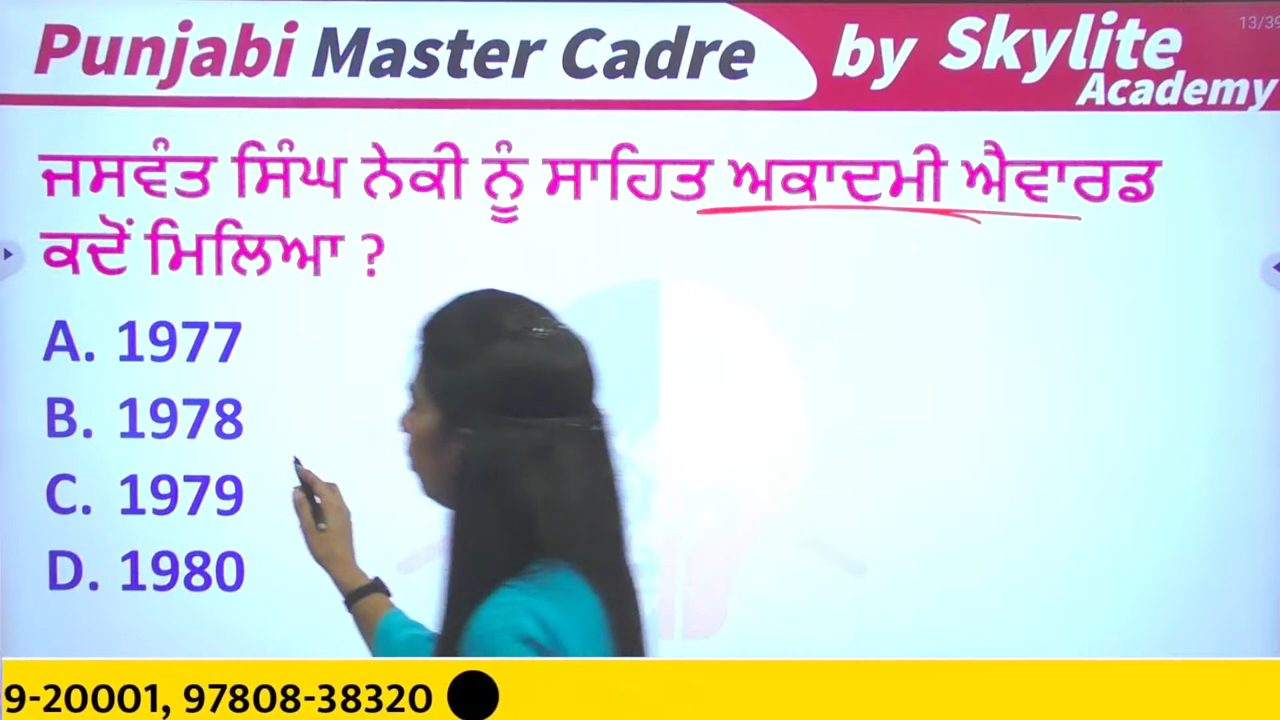 Punjabi Master Cadre by Skylite Academy
13/39
ਜਸਵੰਤ ਸਿੰਘ ਨੇਕੀ ਨੂੰ ਸਾਹਿਤ ਅਕਾਦਮੀ ਐਵਾਰਡ
ਕਦੋਂ ਮਿਲਿਆ ?
A. 1977
B. 1978
C. 1979
D. 1980
9-20001, 97808-38320